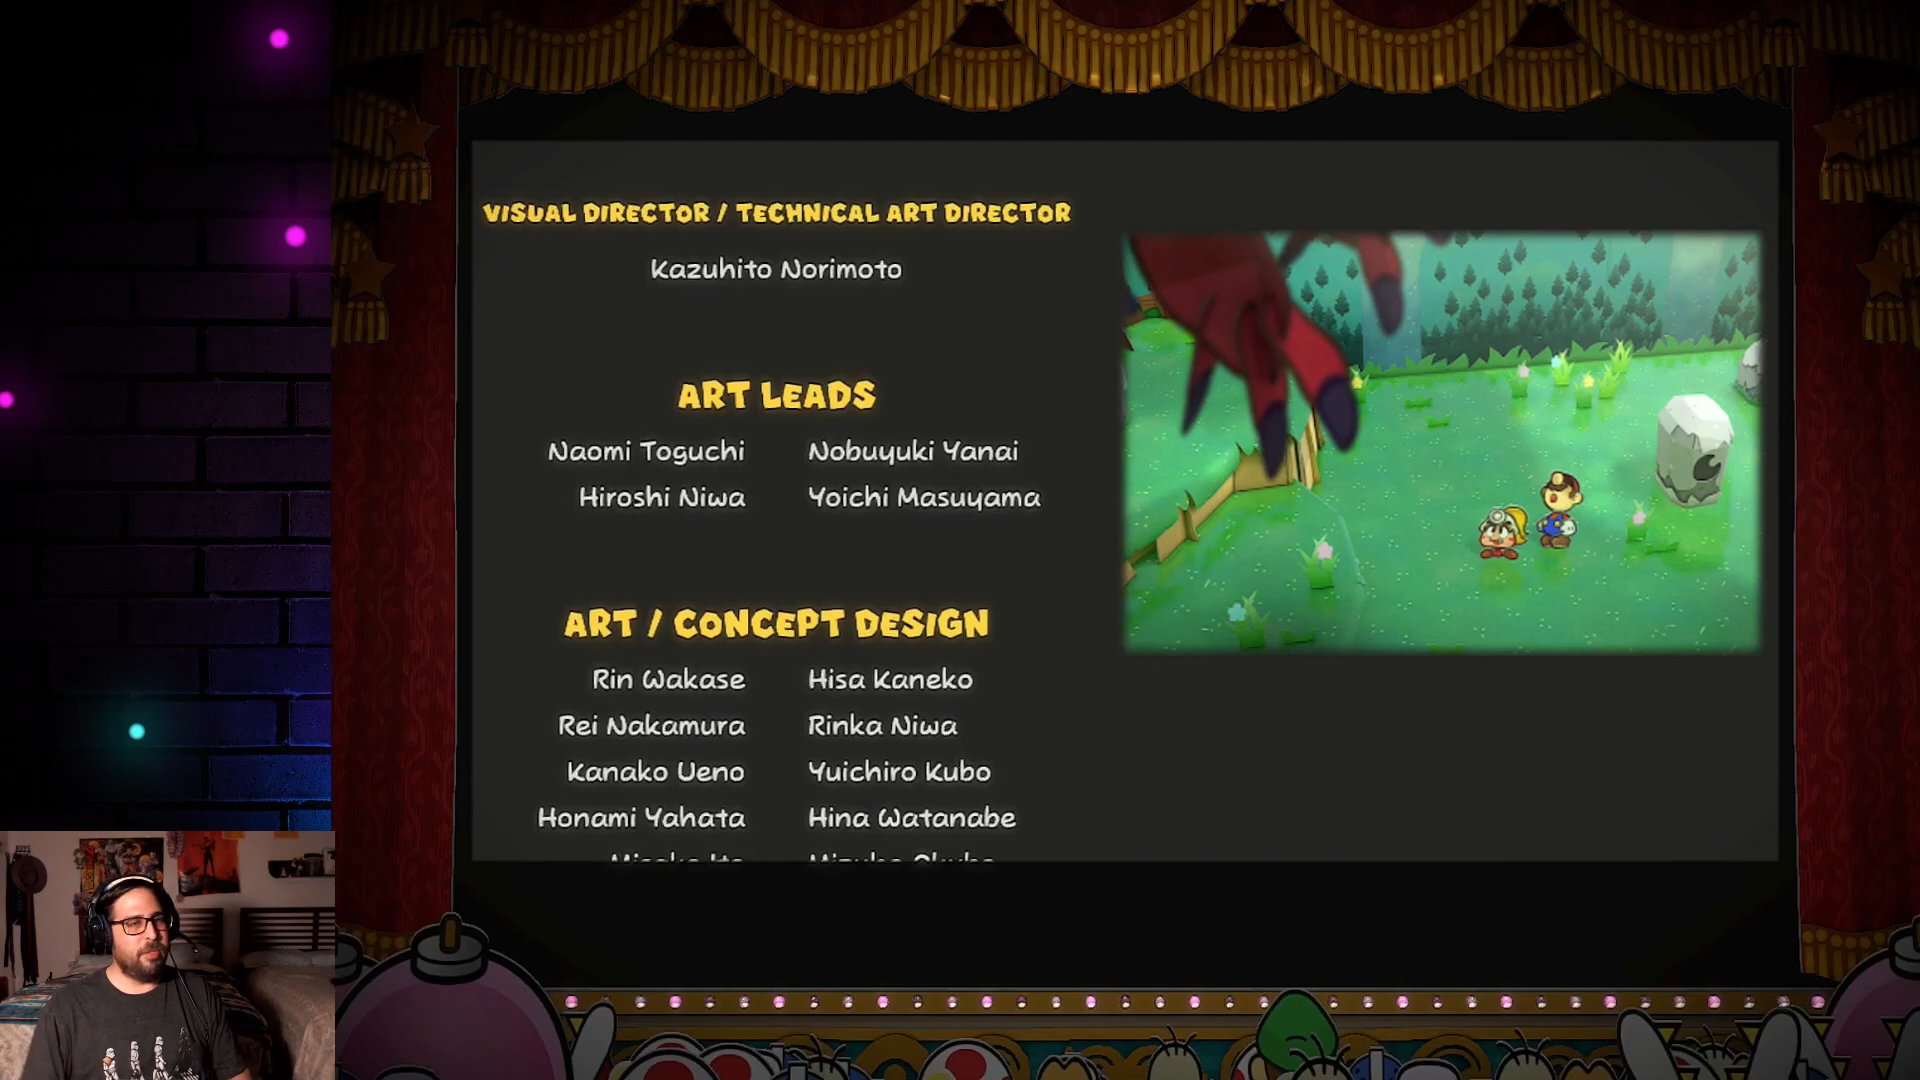 VISUAL DIRECTOR / TECHNICAL ART DIRECTOR
Kazuhito Norimoto
ART LEADS
Naomi Toguchi Nobuyuki Yanai
Hiroshi Niwa Yoichi Masuyama
ART / CONCEPT DESIGN
Rin Wakase Hisa Kaneko
Rei Nakamura Rinka Niwa
Kanako Ueno Yuichiro Kubo
Honami Yahata Hina Watanabe